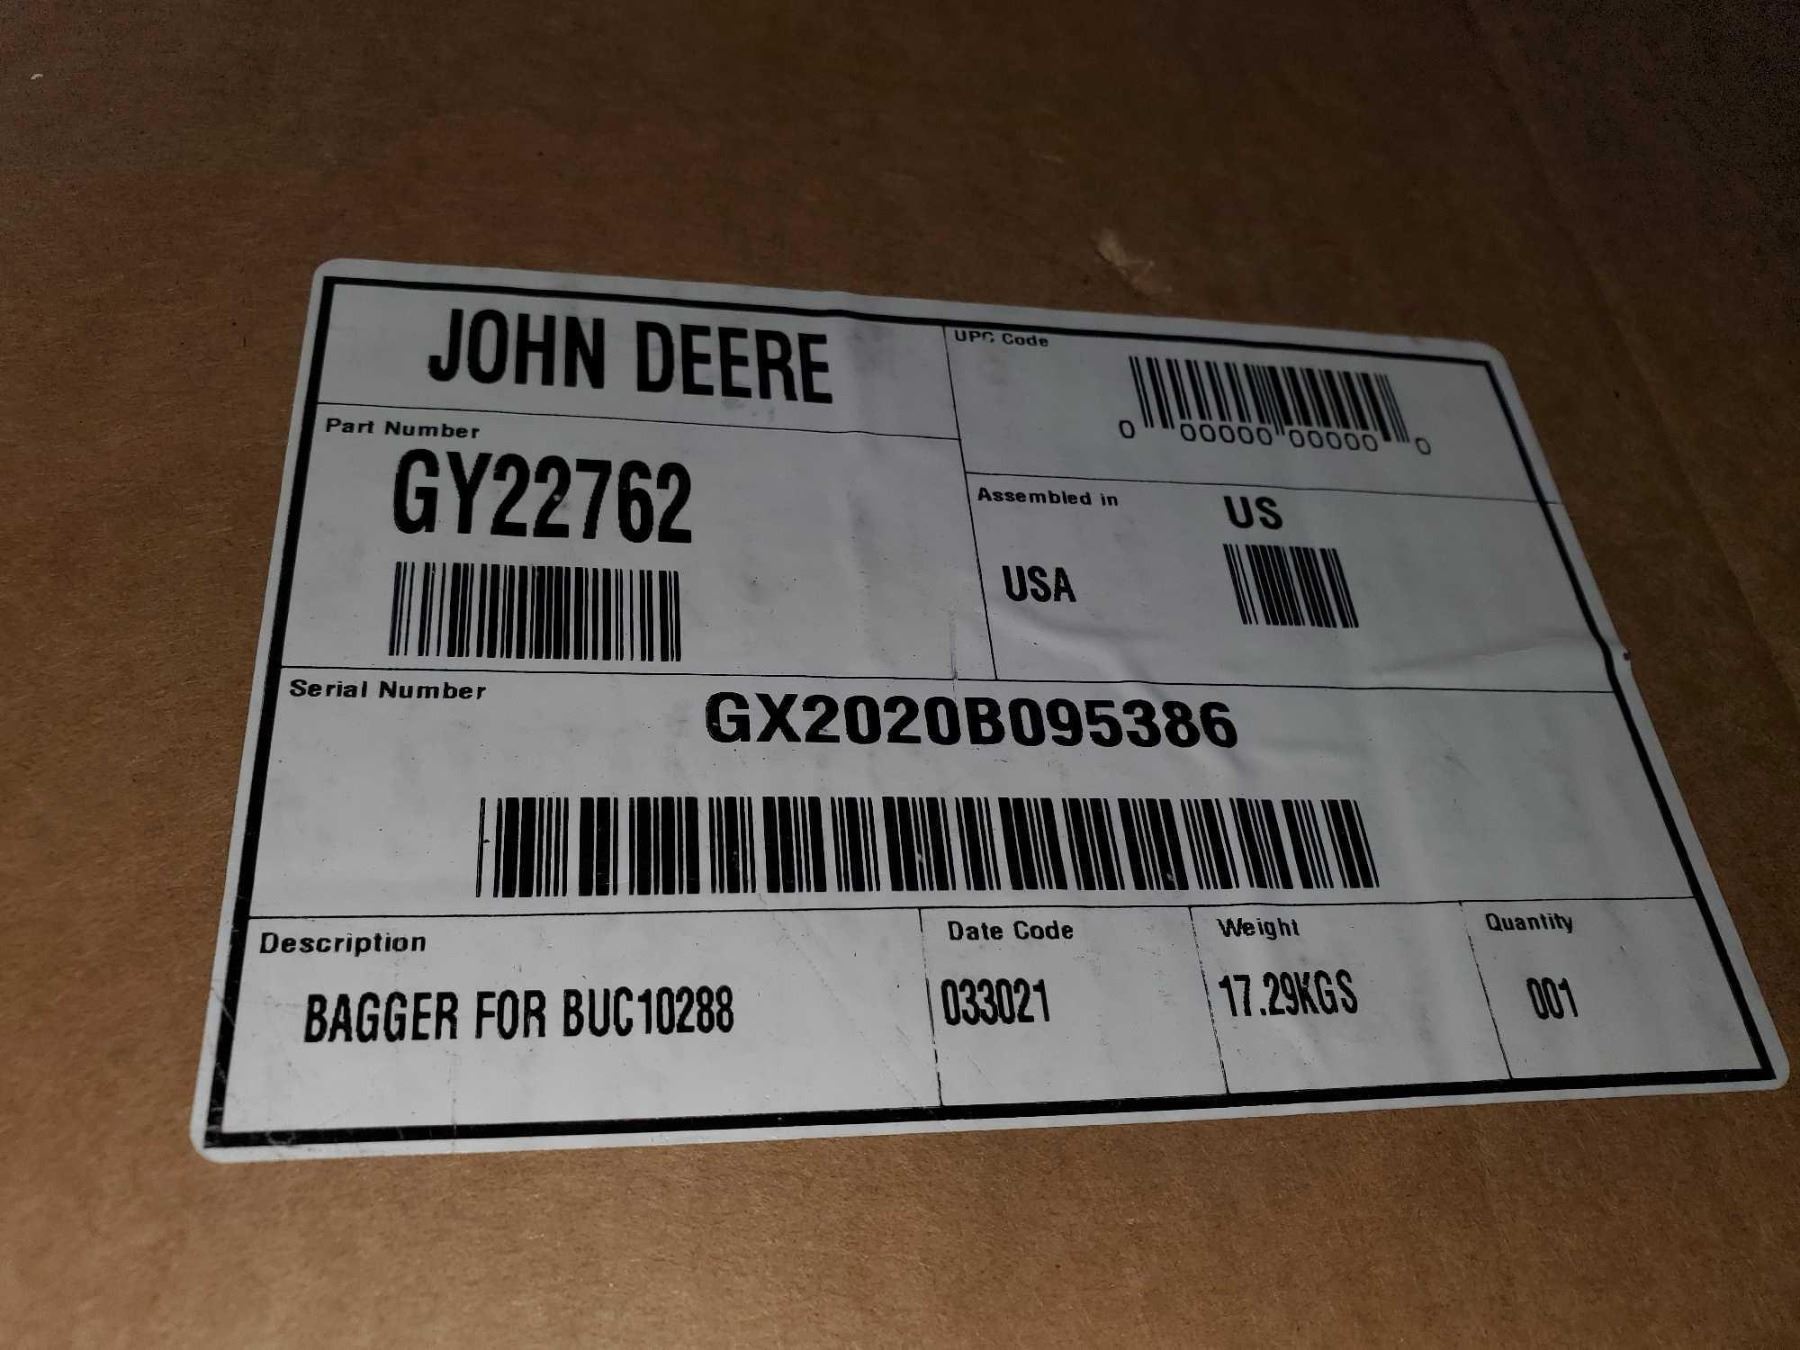 JOHN DEERE
UPC Code
0 00000 00000 0
Part Number
GY22762
Assembled in
US
USA
Serial Number
GX2020B095386
Description
BAGGER FOR BUC10288
Date Code
033021
Weight
17.29KGS
Quantity
001